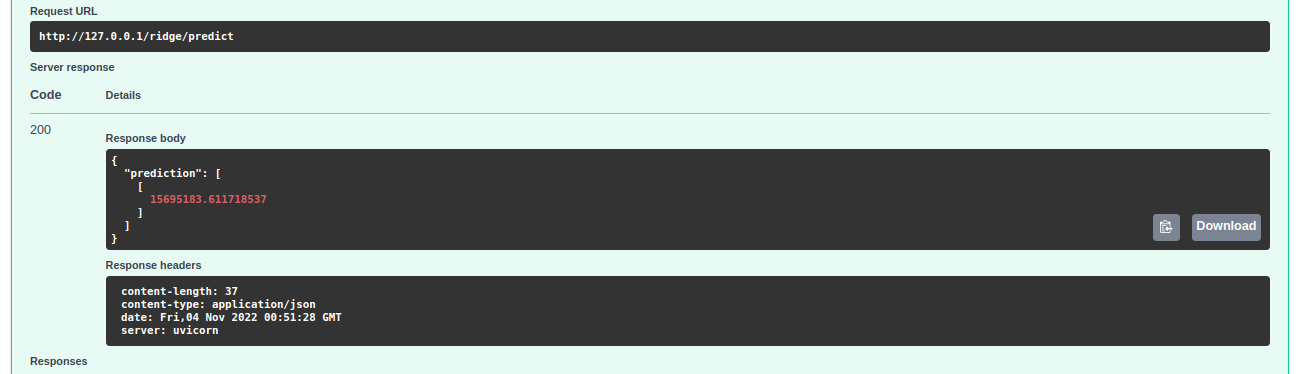 Request URL
http://127.0.0.1/ridge/predict
Server response
Code Details
200
Response body
{
"prediction": [
[
15695183.611718537
]
]
}
Download
Response headers
content-length: 37
content-type: application/json
date: Fri,04 Nov 2022 00:51:28 GMT
server: uvicorn
Responses